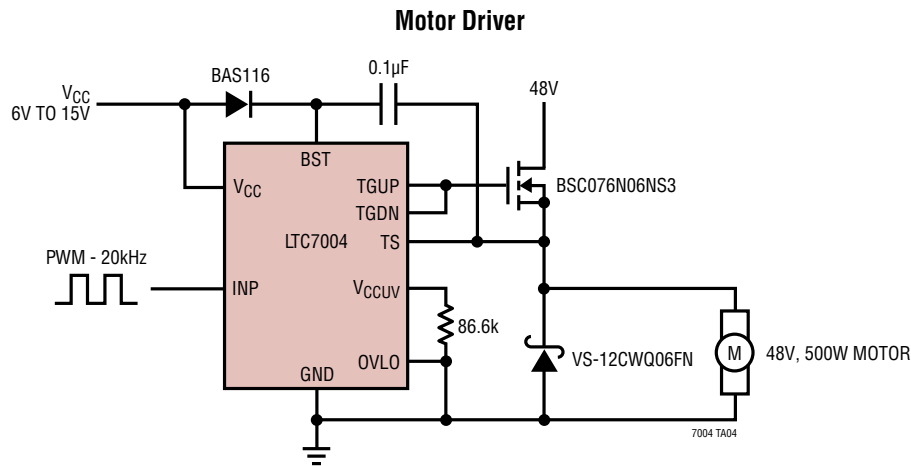 Motor Driver
BAS116
0.1µF
48V
VCC
6V TO 15V
BST
VCC
TGUP
BSC076N06NS3
TGDN
LTC7004
TS
PWM - 20kHz
INP
VCCUV
86.6k
VS-12CWQ06FN
M
48V, 500W MOTOR
OVLO
GND
7004 TA04